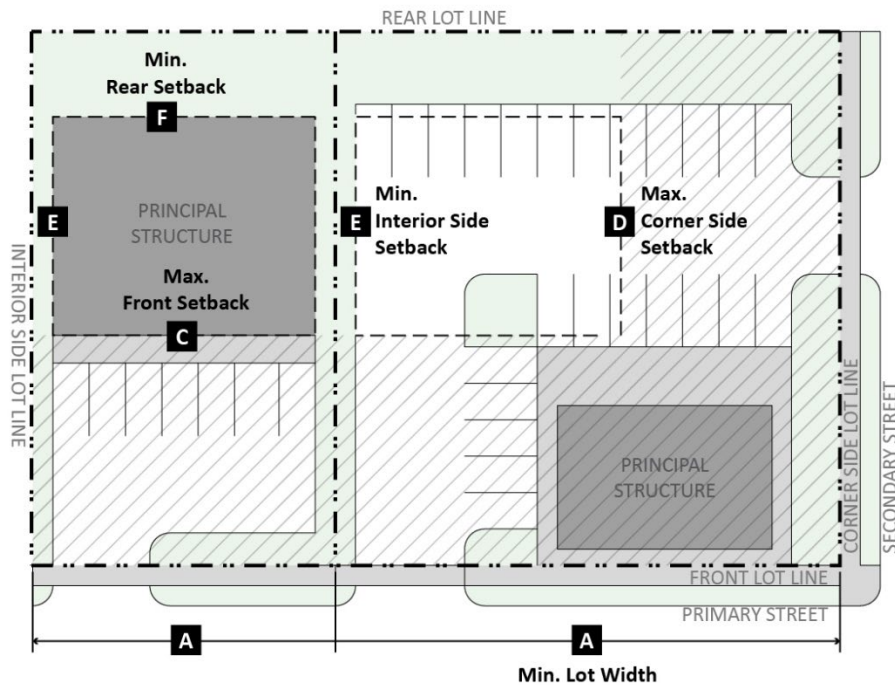 REAR LOT LINE
Min.
Rear Setback
F
E
PRINCIPAL
STRUCTURE
E
Min.
Interior Side
Setback
D
Max.
Corner Side
Setback
Max.
Front Setback
C
INTERIOR SIDE LOT LINE
PRINCIPAL
STRUCTURE
CORNER SIDE LOT LINE
SECONDARY STREET
FRONT LOT LINE
PRIMARY STREET
A
A
Min. Lot Width